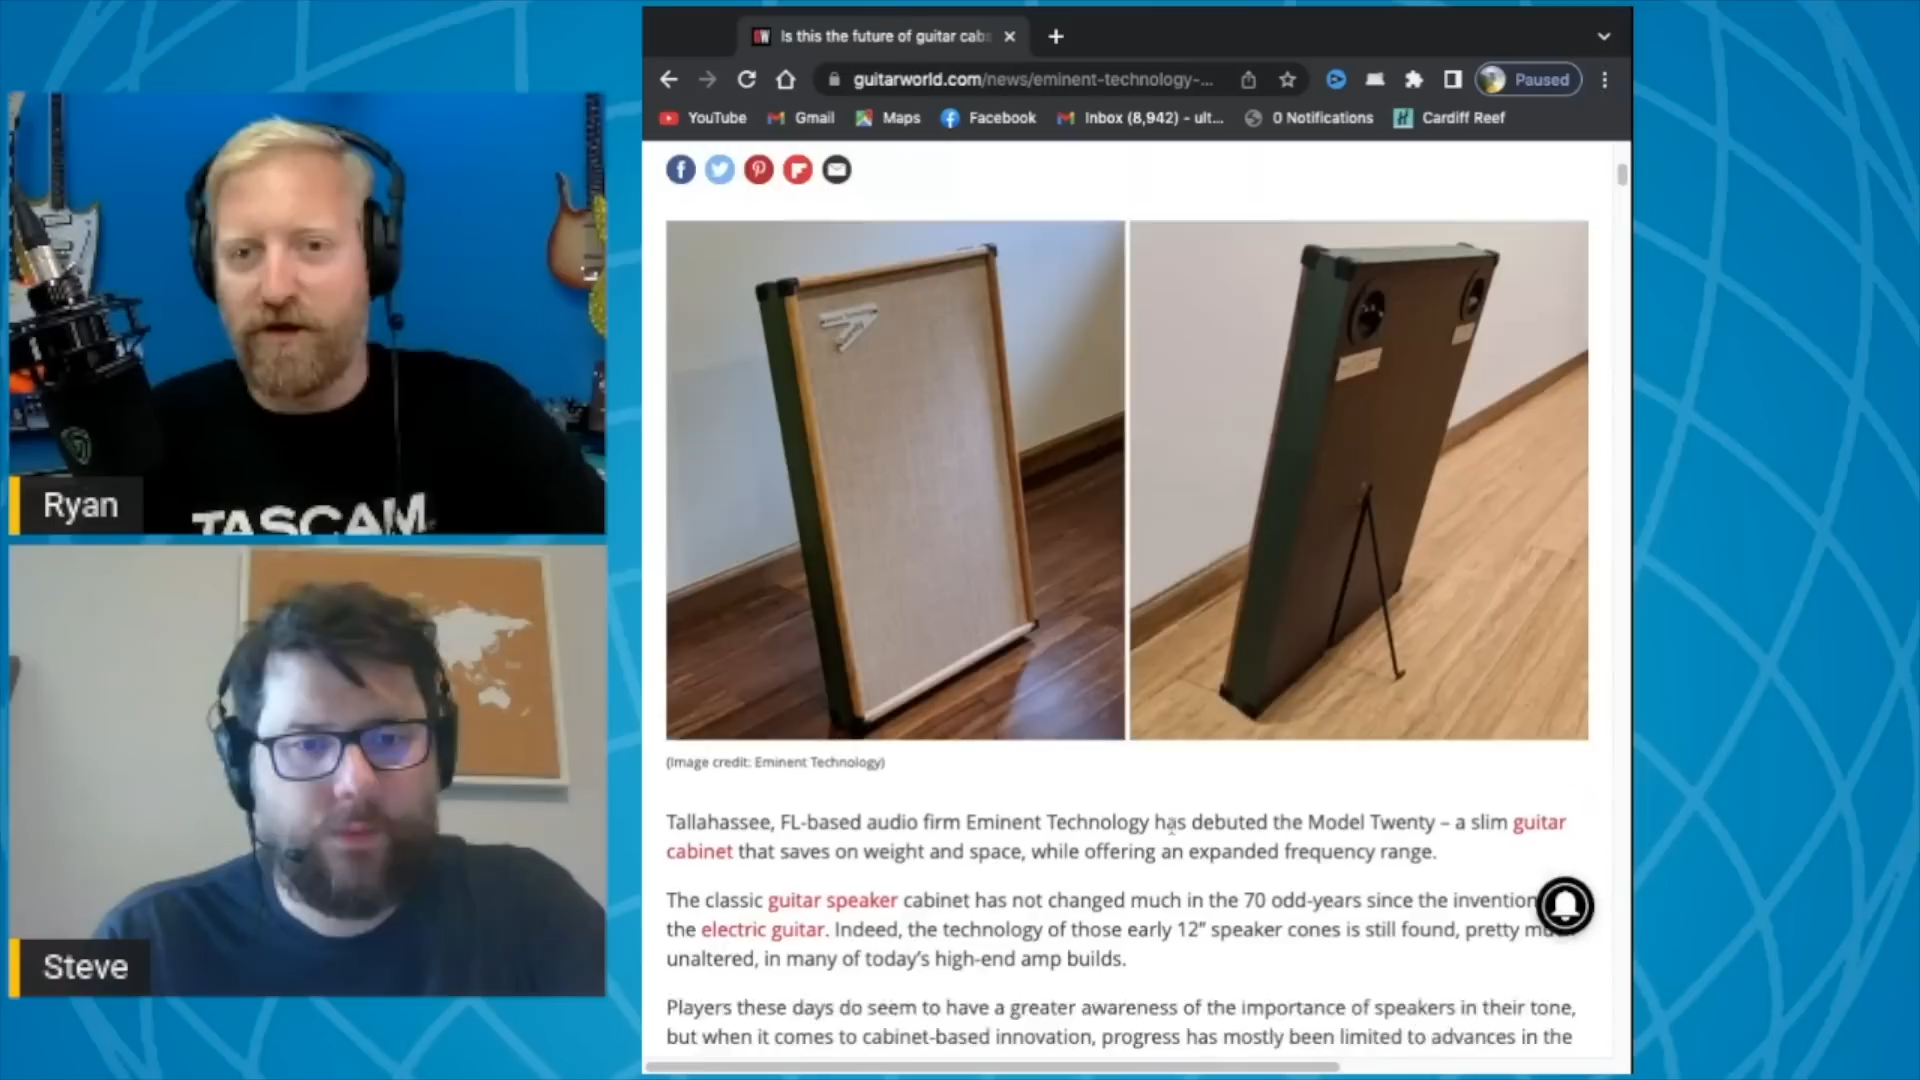 Is this the future of guitar cab
guitarworld.com/news/eminent-technology-...
Paused
YouTube
Gmail
Maps
Facebook
Inbox (8,942) - ult...
0 Notifications
Cardiff Reef
TASCAM
Ryan
Steve
(Image credit: Eminent Technology)
Tallahassee, FL-based audio firm Eminent Technology has debuted the Model Twenty – a slim guitar
cabinet that saves on weight and space, while offering an expanded frequency range.
The classic guitar speaker cabinet has not changed much in the 70 odd-years since the invention
the electric guitar. Indeed, the technology of those early 12” speaker cones is still found, pretty
unaltered, in many of today’s high-end amp builds.
Players these days do seem to have a greater awareness of the importance of speakers in their tone,
but when it comes to cabinet-based innovation, progress has mostly been limited to advances in the